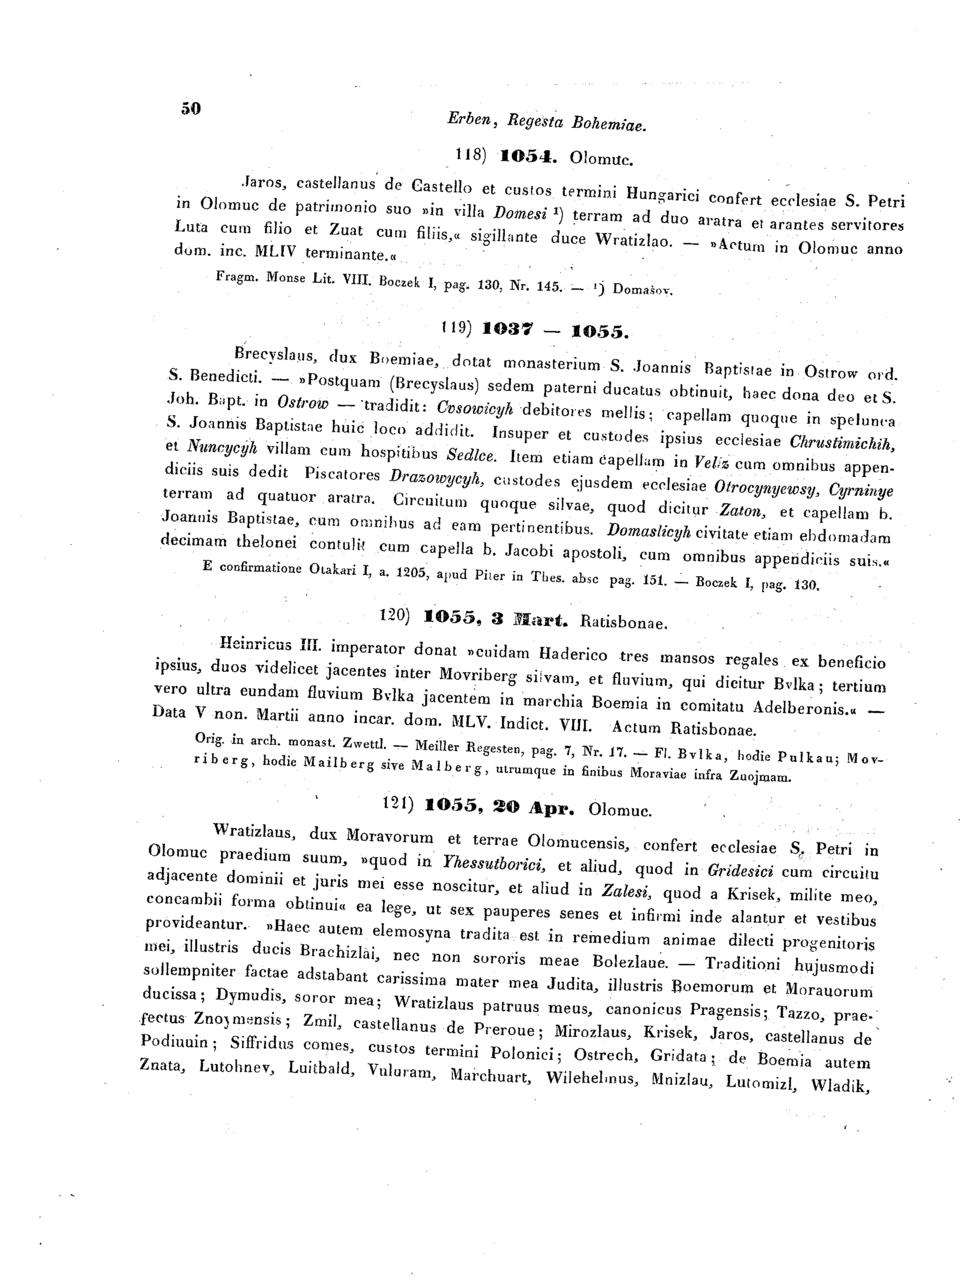 50
Erben, Regesta Bohemiae.
118) 1054. Olomuc.
Jaros, castellanus de Castello et custos termini Hungarici confert ecclesiae S. Petri
in Olomuc de patrimonio suo »in villa Domesi ¹) terram ad duo aratra et arantes servitores
Luta cum filio et Zuat cum filiis,« sigillante duce Wratizlao. — »Actum in Olomuc anno
dom. inc. MLIV terminante.«
Fragm. Monse Lit. VIII. Boczek I, pag. 130, Nr. 145. — ¹) Domašov.
119) 1037 — 1055.
Brecyslaus, dux Boemiae, dotat monasterium S. Joannis Baptistae in Ostrow ord.
S. Benedicti. — »Postquam (Brecyslaus) sedem paterni ducatus obtinuit, haec dona deo et S.
Joh. Bapt. in Ostrow — tradidit: Cvsowicyh debitores mellis; capellam quoque in spelunca
S. Joannis Baptistae huic loco addidit. Insuper et custodes ipsius ecclesiae Chrustimichih,
et Nuncycyh villam cum hospitibus Sedlce. Item etiam capellam in Veliz cum omnibus appen-
diciis suis dedit Piscatores Drazowycyh, custodes ejusdem ecclesiae Otrocynyewsy, Cyrninye
terram ad quatuor aratra. Circuitum quoque silvae, quod dicitur Zaton, et capellam b.
Joannis Baptistae, cum omnibus ad eam pertinentibus. Domaslicyh civitate etiam ebdomadam
decimam thelonei contulit cum capella b. Jacobi apostoli, cum omnibus appendiciis suis.«
E confirmatione Otakari I, a. 1205, apud Piter in Thes. absc pag. 151. — Boczek I, pag. 130.
120) 1055, 3 Mart. Ratisbonae.
Heinricus III. imperator donat »cuidam Haderico tres mansos regales ex beneficio
ipsius, duos videlicet jacentes inter Movriberg silvam, et fluvium, qui dicitur Bvlka; tertium
vero ultra eundam fluvium Bvlka jacentem in marchia Boemia in comitatu Adelberonis.« —
Data V non. Martii anno incar. dom. MLV. Indict. VIII. Actum Ratisbonae.
Orig. in arch. monast. Zwettl. — Meiller Regesten, pag. 7, Nr. 17. — Fl. Bvlka, hodie Pulkau; Mov-
riberg, hodie Mailberg sive Malberg, utrumque in finibus Moraviae infra Znojmam.
121) 1055, 20 Apr. Olomuc.
Wratizlaus, dux Moravorum et terrae Olomucensis, confert ecclesiae S. Petri in
Olomuc praedium suum, »quod in Yhessutborici, et aliud, quod in Gridesici cum circuitu
adjacente dominii et juris mei esse noscitur, et aliud in Zalesi, quod a Krisek, milite meo,
concambii forma obtinui« ea lege, ut sex pauperes senes et infirmi inde alantur et vestibus
provideantur. »Haec autem elemosyna tradita est in remedium animae dilecti progenitoris
mei, illustris ducis Brachizlai, nec non sororis meae Bolezlaue. — Traditioni hujusmodi
sollempniter factae adstabant carissima mater mea Judita, illustris Boemorum et Morauorum
ducissa; Dymudis, soror mea; Wratizlaus patruus meus, canonicus Pragensis; Tazzo, prae-
fectus Znojmensis; Zmil, castellanus de Preroue; Mirozlaus, Krisek, Jaros, castellanus de
Podiuuin; Siffridus comes, custos termini Polonici; Ostrech, Gridata; de Boemia autem
Znata, Lutohnev, Luitbald, Vuluram, Marchuart, Wilehelmus, Mnizlau, Lutomizl, Wladik,